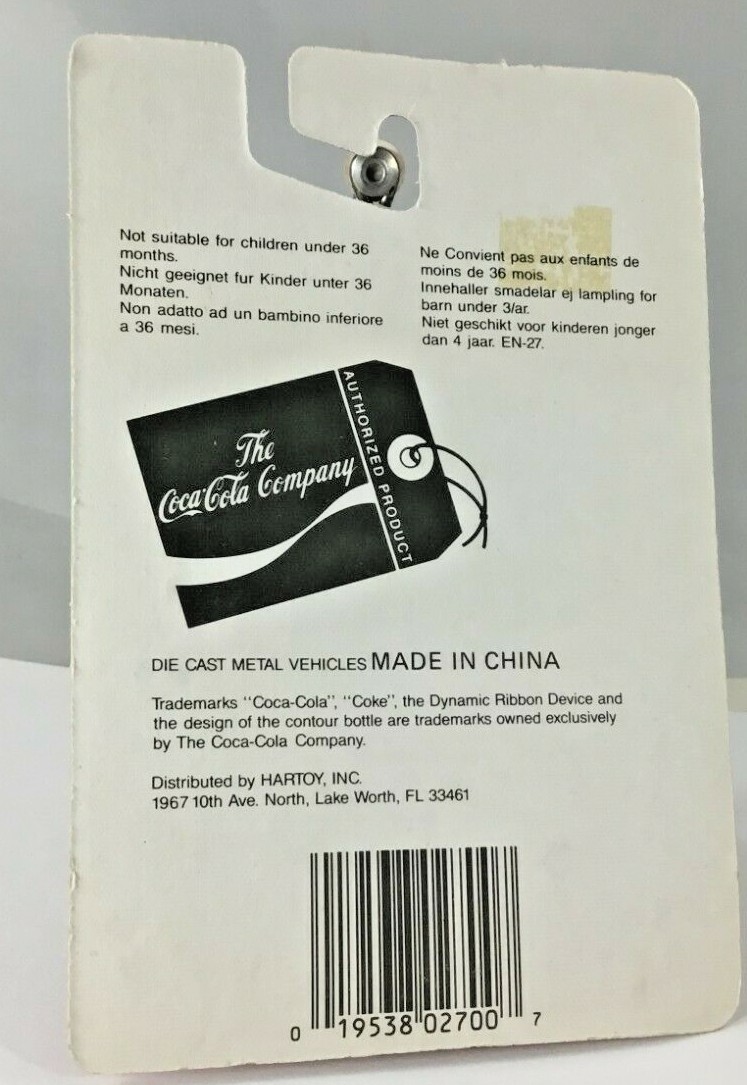 Not suitable for children under 36
months.
Nicht geeignet fur Kinder unter 36
Monaten.
Non adatto ad un bambino inferiore
a 36 mesi.
Ne Convient pas aux enfants de
moins de 36 mois.
Innehaller smadelar ej lampling for
barn under 3/ar.
Niet geschikt voor kinderen jonger
dan 4 jaar. EN-27.
The
Coca-Cola Company
AUTHORIZED PRODUCT
DIE CAST METAL VEHICLES MADE IN CHINA
Trademarks "Coca-Cola", "Coke", the Dynamic Ribbon Device and
the design of the contour bottle are trademarks owned exclusively
by The Coca-Cola Company.
Distributed by HARTOY, INC.
1967 10th Ave. North, Lake Worth, FL 33461
0 19538 02700 7